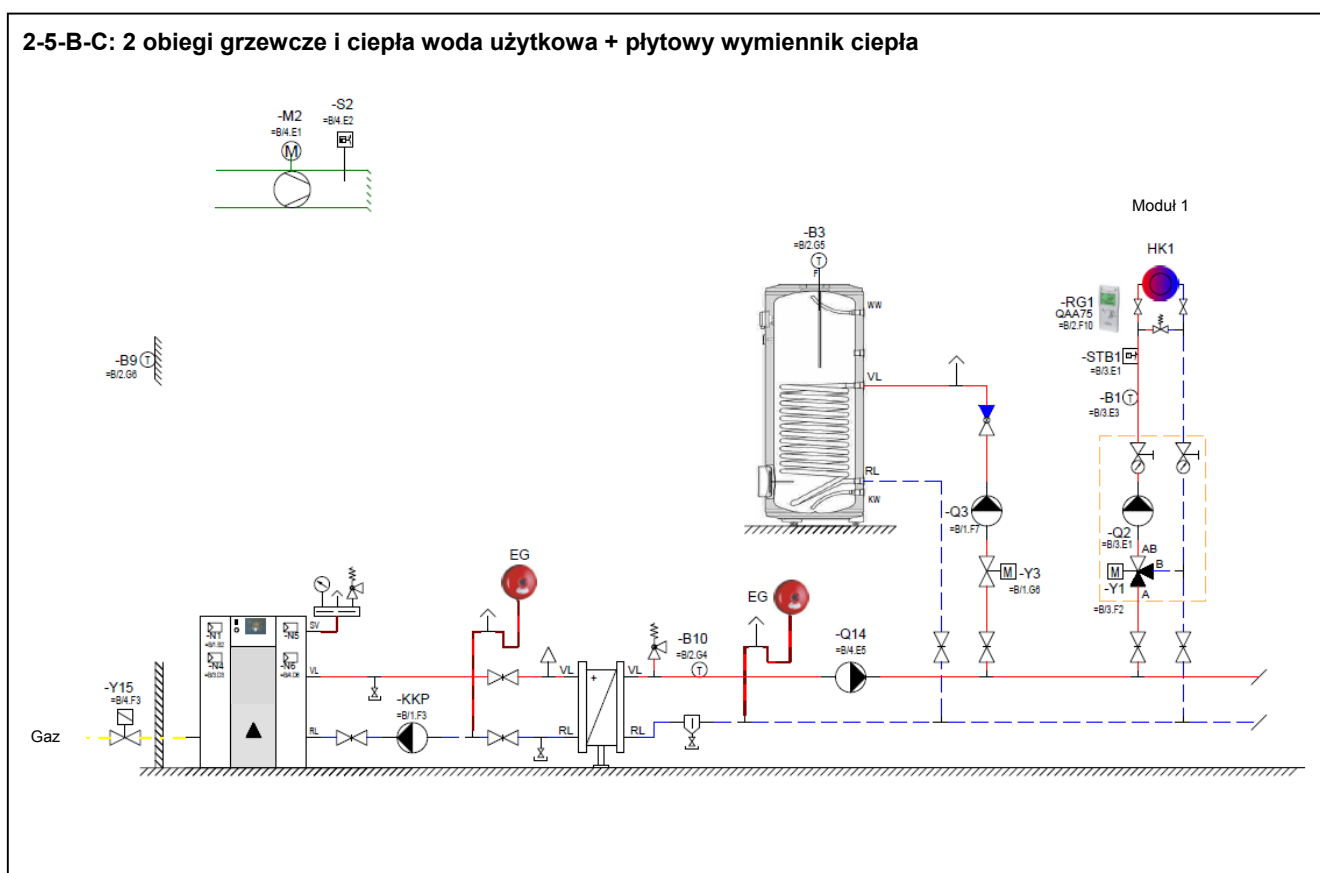 2-5-B-C: 2 obiegi grzewcze i ciepła woda użytkowa + płytowy wymiennik ciepła
-M2
=B/4.E1
M
-S2
=B/4.E2
Moduł 1
HK1
-B3
=B/2.G5
T
F
WW
-RG1
QAA75
=B/2.F10
-B9
T
=B/2.G6
-STB1
=B/3.E1
VL
-B1
T
=B/3.E3
RL
KW
-Q3
=B/1.F7
-Q2
=B/3.E1
AB
B
M
-Y3
=B/1.G6
M
-Y1
A
=B/3.F2
EG
EG
-N1
=B/1.B2
-N5
SV
-N4
=B/3.D3
-N6
VL
VL
VL
-B10
=B/2.G4
T
-Q14
=B/4.E5
-Y15
=B/4.F3
-KKP
=B/1.F3
Gaz
RL
RL
+
RL